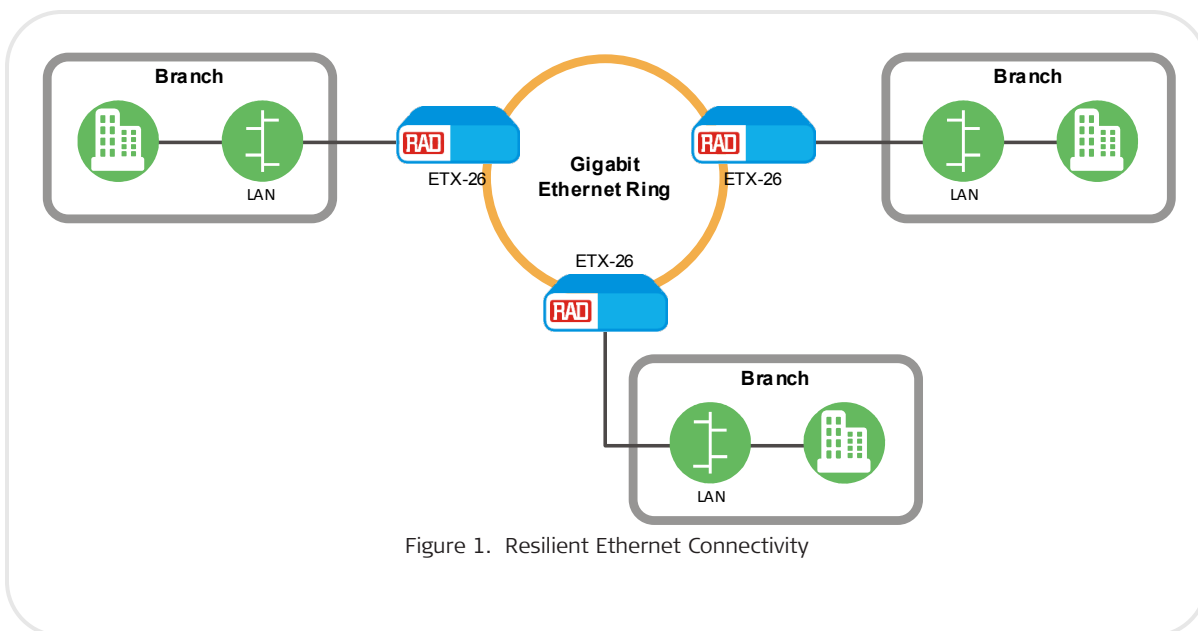 Branch
LAN
RAD
ETX-26
Gigabit
Ethernet Ring
RAD
ETX-26
Branch
LAN
ETX-26
RAD
Branch
LAN
Figure 1. Resilient Ethernet Connectivity